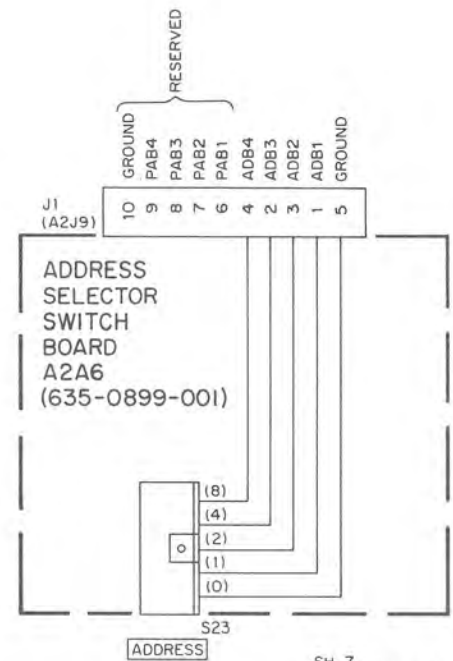 RESERVED
GROUND
PAB4
PAB3
PAB2
PAB1
ADB4
ADB3
ADB2
ADB1
GROUND
J1
(A2J9)
10 9 8 7 6 4 2 3 1 5
ADDRESS
SELECTOR
SWITCH
BOARD
A2A6
(635-0899-001)
(8)
(4)
(2)
(1)
(0)
S23
ADDRESS